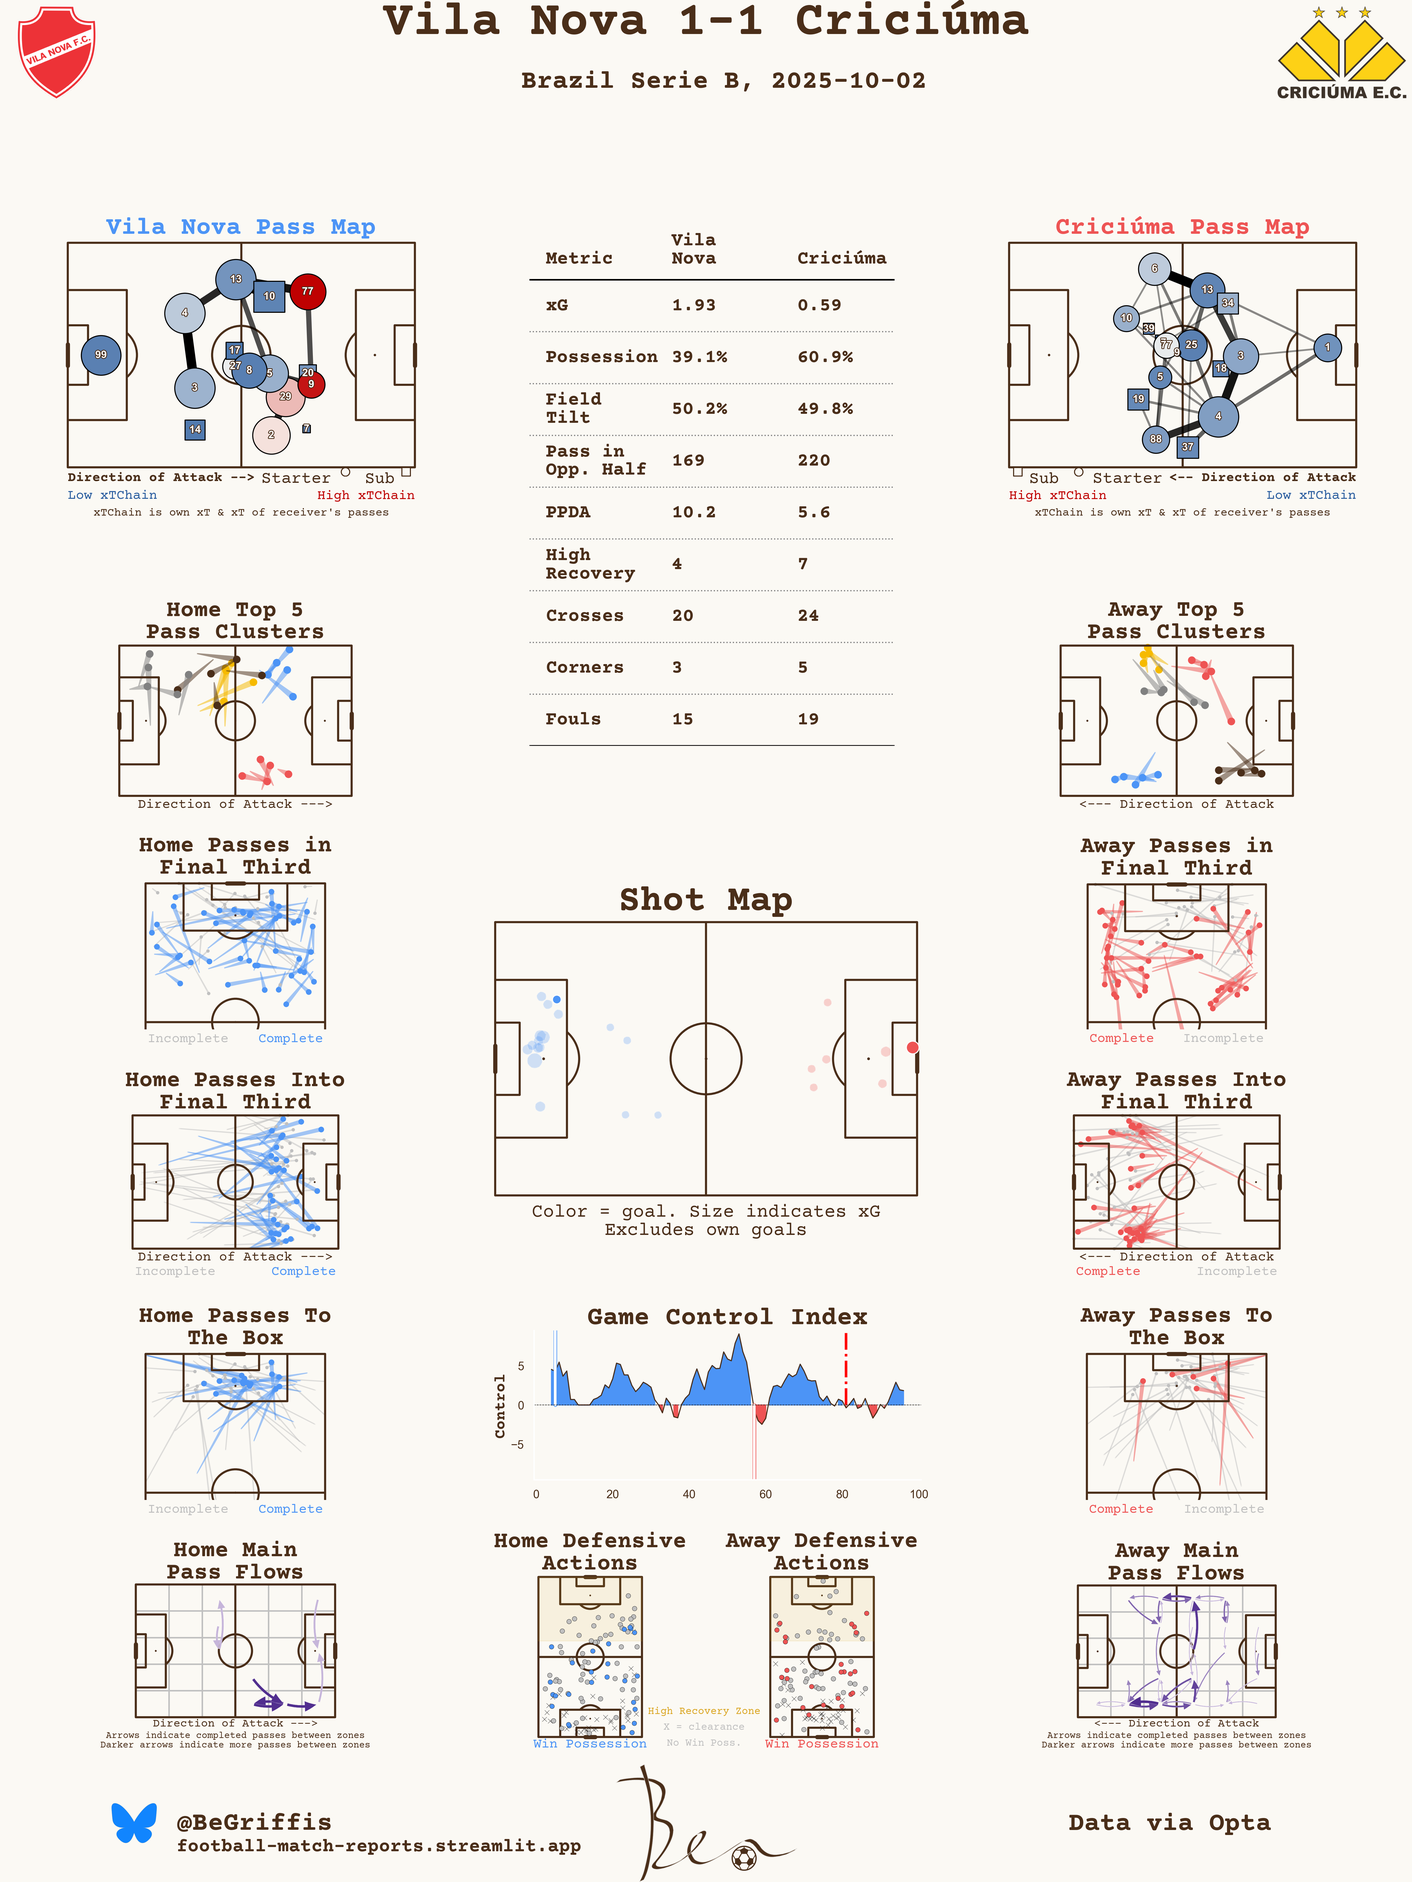 Vila Nova 1-1 Criciúma
Brazil Serie B, 2025-10-02
VILA NOVA F.C.
CRICIÚMA E.C.
Vila Nova Pass Map
99
4
3
14
13
10
77
17
27
8
5
20
9
29
2
7
Direction of Attack --> Starter Sub
Low xTChain High xTChain
xTChain is own xT & xT of receiver's passes
Metric Vila Nova Criciúma
xG 1.93 0.59
Possession 39.1% 60.9%
Field Tilt 50.2% 49.8%
Pass in Opp. Half 169 220
PPDA 10.2 5.6
High Recovery 4 7
Crosses 20 24
Corners 3 5
Fouls 15 19
Criciúma Pass Map
6
13
34
10
39
77
9
25
3
1
18
5
19
4
88
37
Sub Starter <-- Direction of Attack
High xTChain Low xTChain
xTChain is own xT & xT of receiver's passes
Home Top 5
Pass Clusters
Direction of Attack --->
Away Top 5
Pass Clusters
<--- Direction of Attack
Home Passes in
Final Third
Incomplete Complete
Away Passes in
Final Third
Complete Incomplete
Shot Map
Color = goal. Size indicates xG
Excludes own goals
Home Passes Into
Final Third
Direction of Attack --->
Incomplete Complete
Away Passes Into
Final Third
<--- Direction of Attack
Complete Incomplete
Home Passes To
The Box
Incomplete Complete
Game Control Index
Control
5
0
−5
0 20 40 60 80 100
Away Passes To
The Box
Complete Incomplete
Home Main
Pass Flows
Direction of Attack --->
Arrows indicate completed passes between zones
Darker arrows indicate more passes between zones
Home Defensive
Actions
Win Possession
High Recovery Zone
X = clearance
No Win Poss.
Away Defensive
Actions
Win Possession
Away Main
Pass Flows
<--- Direction of Attack
Arrows indicate completed passes between zones
Darker arrows indicate more passes between zones
@BeGriffis
football-match-reports.streamlit.app
Ben
Data via Opta